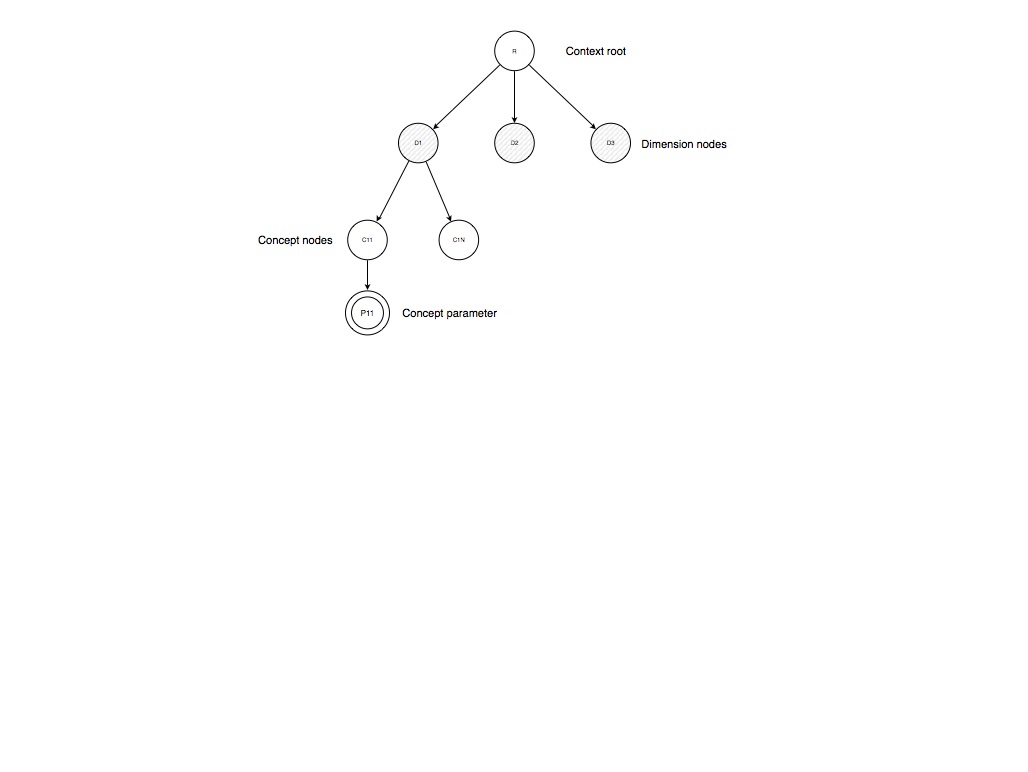 R
Context root
D1
D2
D3
Dimension nodes
Concept nodes
C11
C1N
P11
Concept parameter